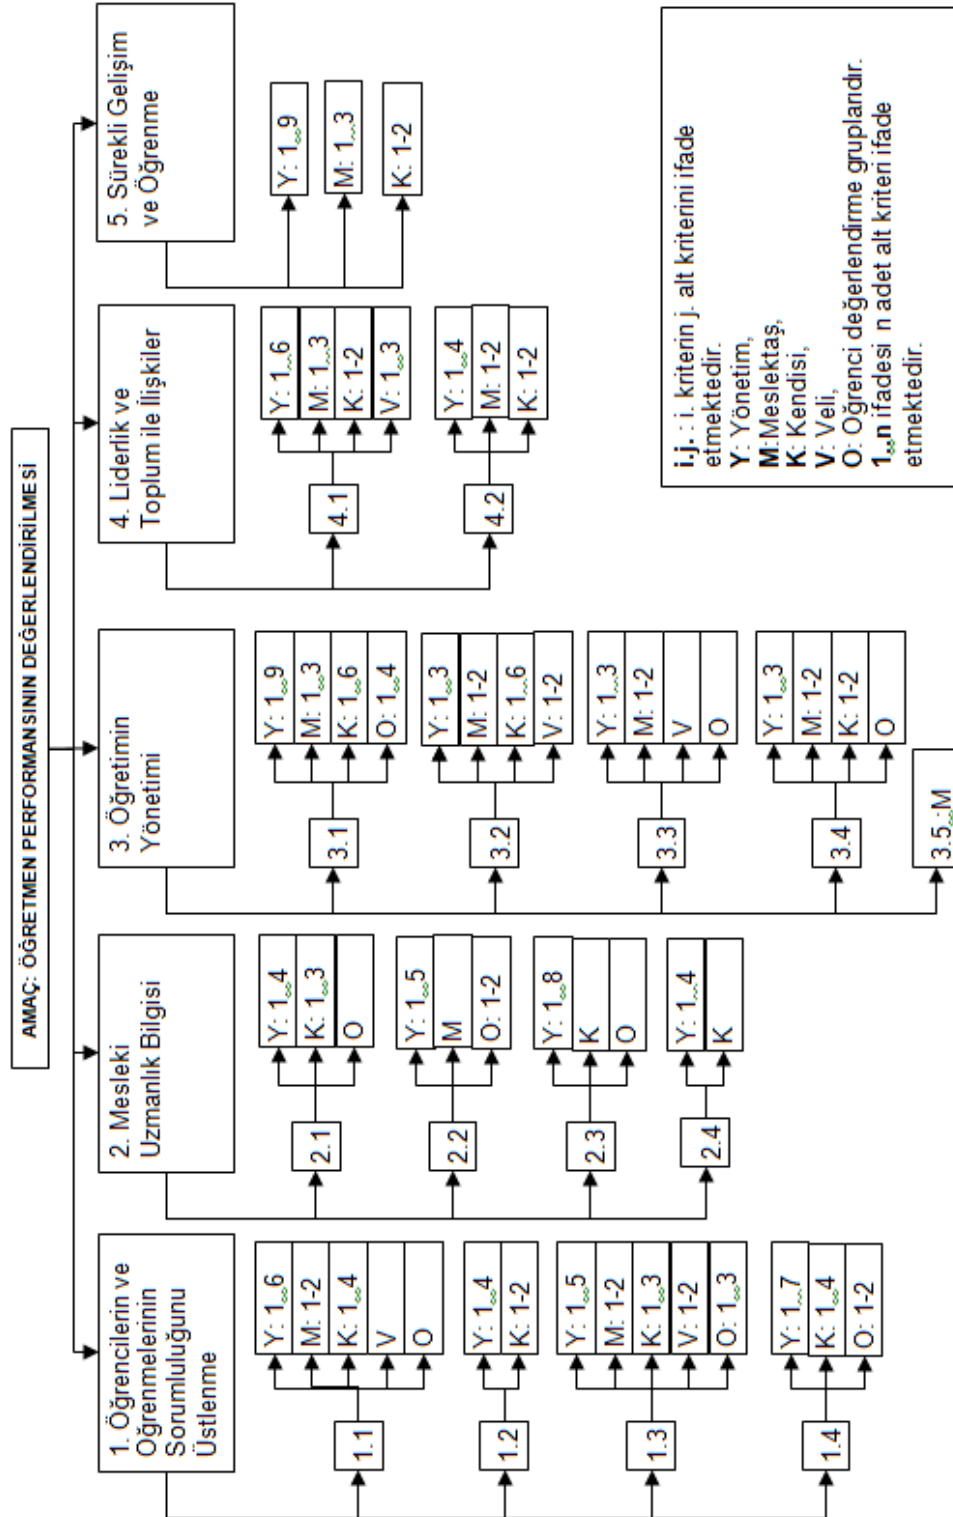 AMAÇ: ÖĞRETMEN PERFORMANSININ DEĞERLENDİRİLMESİ
1. Öğrencilerin ve
Öğrenmelerinin
Sorumluluğunu
Üstlenme
1.1
Y: 1...6
M: 1-2
K: 1...4
V
O
1.2
Y: 1...4
K: 1-2
1.3
Y: 1...5
M: 1-2
K: 1...3
V: 1-2
O: 1...3
1.4
Y: 1...7
K: 1...4
O: 1-2
2. Mesleki
Uzmanlık Bilgisi
2.1
Y: 1...4
K: 1...3
O
2.2
Y: 1...5
M
O: 1-2
2.3
Y: 1...8
K
O
2.4
Y: 1...4
K
3. Öğretimin
Yönetimi
3.1
Y: 1...9
M: 1...3
K: 1...6
O: 1...4
3.2
Y: 1...3
M: 1-2
K: 1...6
V: 1-2
3.3
Y: 1...3
M: 1-2
V
O
3.4
Y: 1...3
M: 1-2
K: 1-2
O
3.5.:M
4. Liderlik ve
Toplum ile İlişkiler
4.1
Y: 1...6
M: 1...3
K: 1-2
V: 1...3
4.2
Y: 1...4
M: 1-2
K: 1-2
5. Sürekli Gelişim
ve Öğrenme
Y: 1...9
M: 1...3
K: 1-2
i.j. : i. kriterin j. alt kriterini ifade
etmektedir.
Y: Yönetim,
M:Meslektaş,
K: Kendisi,
V: Veli,
O: Öğrenci değerlendirme gruplarıdır.
1...n ifadesi n adet alt kriteri ifade
etmektedir.